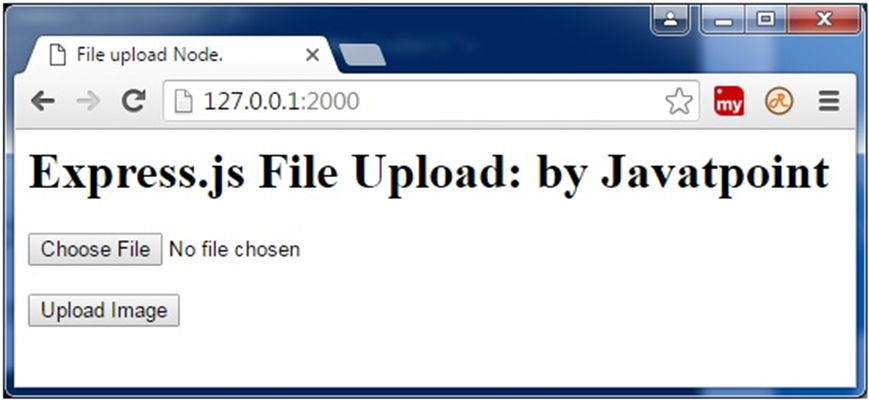 File upload Node.
127.0.0.1:2000
my
R
Express.js File Upload: by Javatpoint
Choose File No file chosen
Upload Image